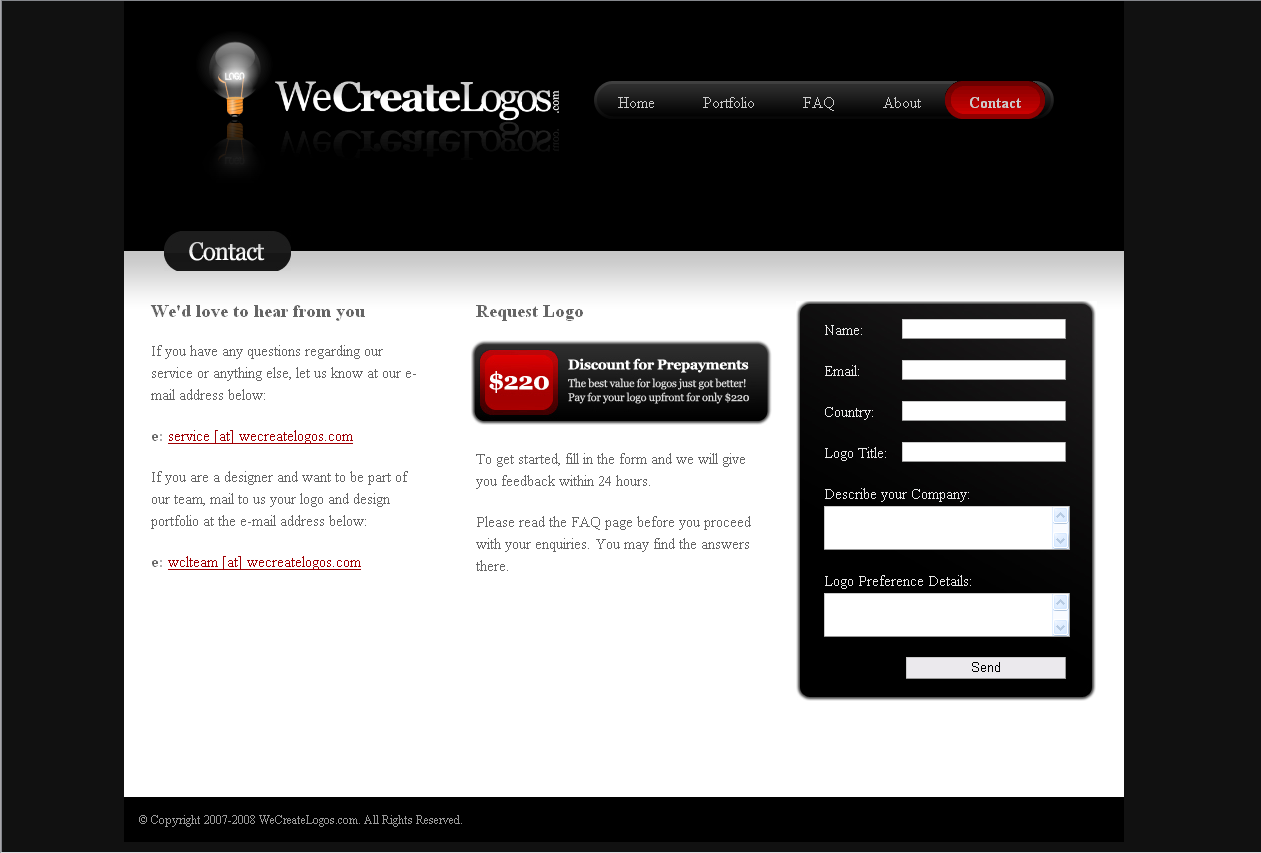 LOGO
WeCreateLogos.com
Home
Portfolio
FAQ
About
Contact
Contact
We'd love to hear from you
If you have any questions regarding our
service or anything else, let us know at our e-
mail address below:
e: service [at] wecreatelogos.com
If you are a designer and want to be part of
our team, mail to us your logo and design
portfolio at the e-mail address below:
e: wclteam [at] wecreatelogos.com
Request Logo
$220
Discount for Prepayments
The best value for logos just got better!
Pay for your logo upfront for only $220
To get started, fill in the form and we will give
you feedback within 24 hours.
Please read the FAQ page before you proceed
with your enquiries. You may find the answers
there.
Name:
Email:
Country:
Logo Title:
Describe your Company:
Logo Preference Details:
Send
© Copyright 2007-2008 WeCreateLogos.com. All Rights Reserved.